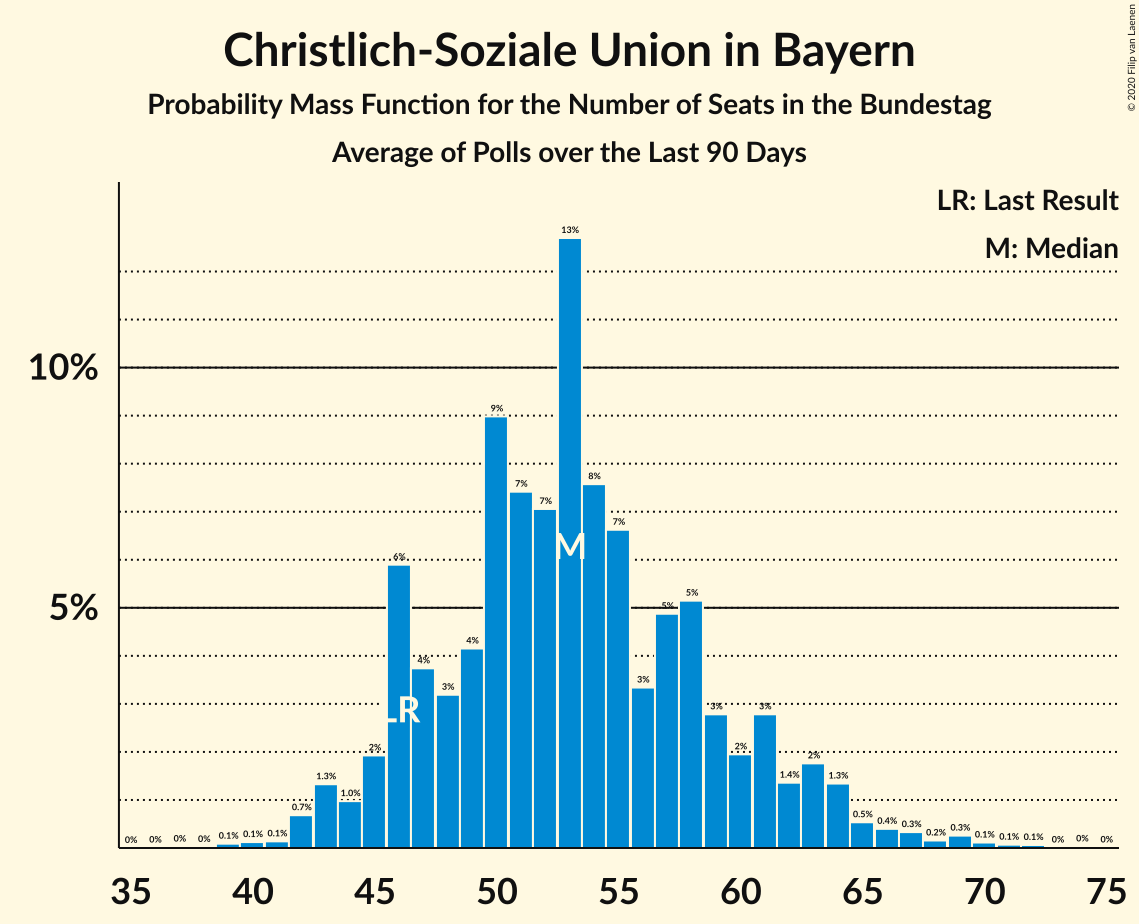 Christlich-Soziale Union in Bayern
Probability Mass Function for the Number of Seats in the Bundestag
Average of Polls over the Last 90 Days
© 2020 Filip van Laenen
LR: Last Result
M: Median
10%
5%
0% 0% 0% 0% 0.1% 0.1% 0.1% 0.7% 1.3% 1.0% 2% 6% 4% 3% 4% 9% 7% 7% 13% 8% 7% 3% 5% 5% 3% 2% 3% 1.4% 2% 1.3% 0.5% 0.4% 0.3% 0.2% 0.3% 0.1% 0.1% 0.1% 0% 0% 0%
LR
M
35 40 45 50 55 60 65 70 75